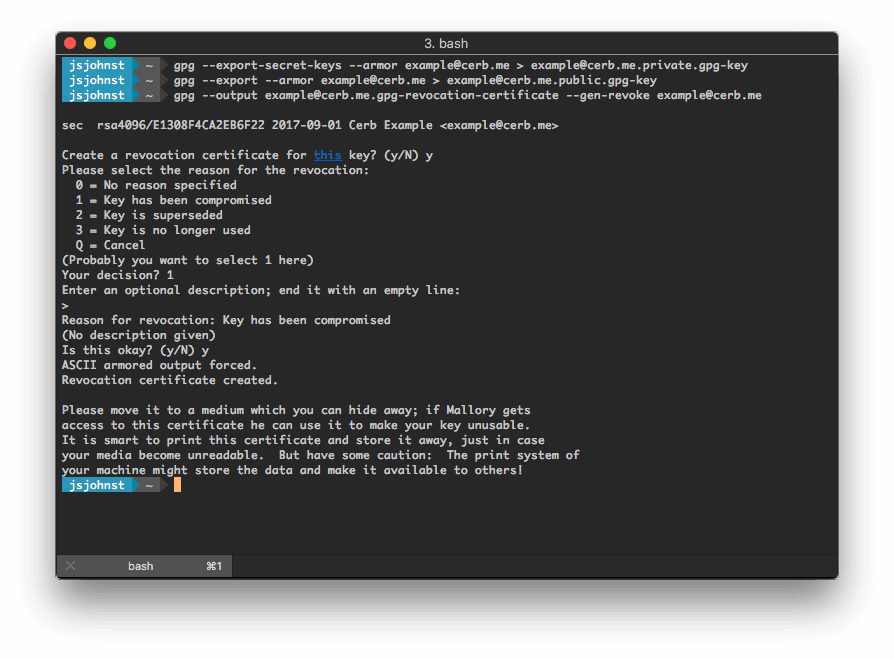 3. bash
jsjohnst ~ gpg --export-secret-keys --armor example@cerb.me > example@cerb.me.private.gpg-key
jsjohnst ~ gpg --export --armor example@cerb.me > example@cerb.me.public.gpg-key
jsjohnst ~ gpg --output example@cerb.me.gpg-revocation-certificate --gen-revoke example@cerb.me
sec  rsa4096/E1308F4CA2EB6F22 2017-09-01 Cerb Example <example@cerb.me>
Create a revocation certificate for this key? (y/N) y
Please select the reason for the revocation:
  0 = No reason specified
  1 = Key has been compromised
  2 = Key is superseded
  3 = Key is no longer used
  Q = Cancel
(Probably you want to select 1 here)
Your decision? 1
Enter an optional description; end it with an empty line:
>
Reason for revocation: Key has been compromised
(No description given)
Is this okay? (y/N) y
ASCII armored output forced.
Revocation certificate created.
Please move it to a medium which you can hide away; if Mallory gets
access to this certificate he can use it to make your key unusable.
It is smart to print this certificate and store it away, just in case
your media become unreadable.  But have some caution:  The print system of
your machine might store the data and make it available to others!
jsjohnst ~
bash ⌘1